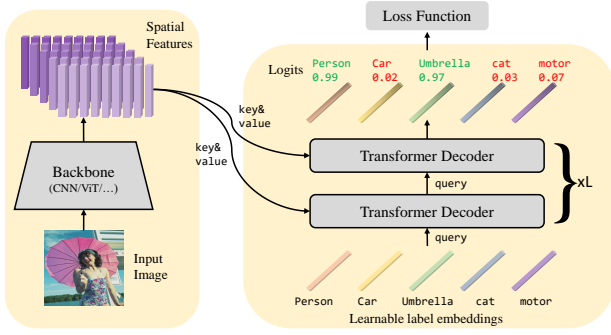 Spatial
Features
Backbone
(CNN/ViT/…)
Input
Image
Loss Function
Logits
Person Car Umbrella cat motor
0.99 0.02 0.97 0.03 0.07
key&
value
key&
value
Transformer Decoder
query
Transformer Decoder
query
xL
Person Car Umbrella cat motor
Learnable label embeddings